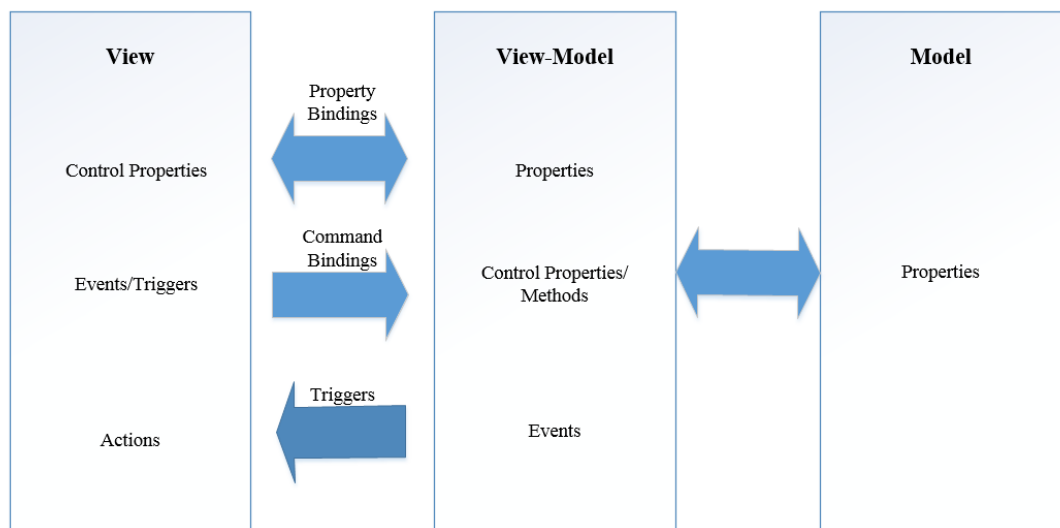 View
View-Model
Model
Property
Bindings
Control Properties
Properties
Command
Bindings
Events/Triggers
Control Properties/
Methods
Properties
Triggers
Actions
Events